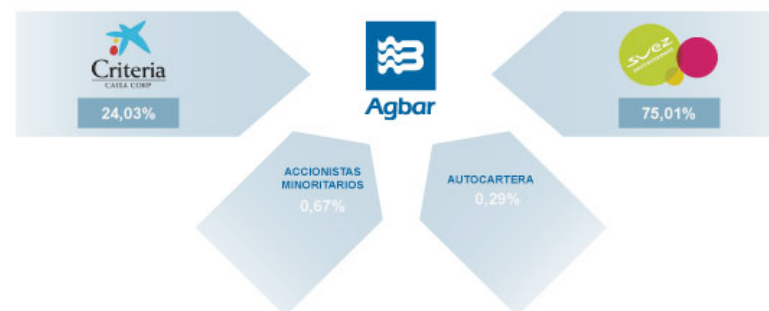 Criteria
CAIXA CORP
24,03%
Agbar
suez
75,01%
ACCIONISTAS
MINORITARIOS
0,67%
AUTOCARTERA
0,29%